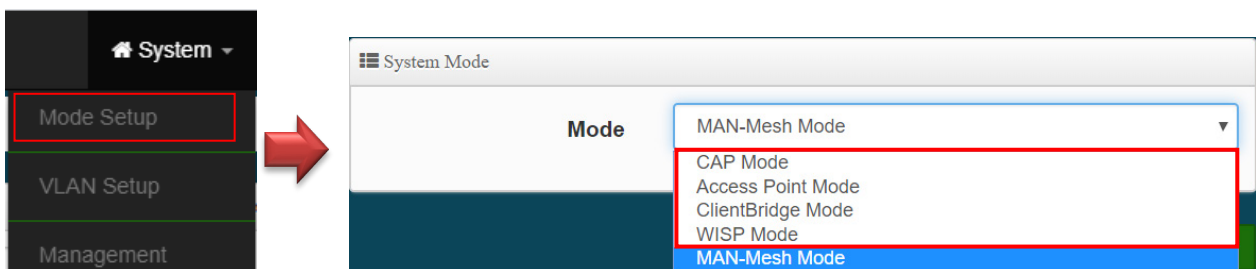 System
Mode Setup
VLAN Setup
Management
System Mode
Mode
MAN-Mesh Mode
CAP Mode
Access Point Mode
ClientBridge Mode
WISP Mode
MAN-Mesh Mode